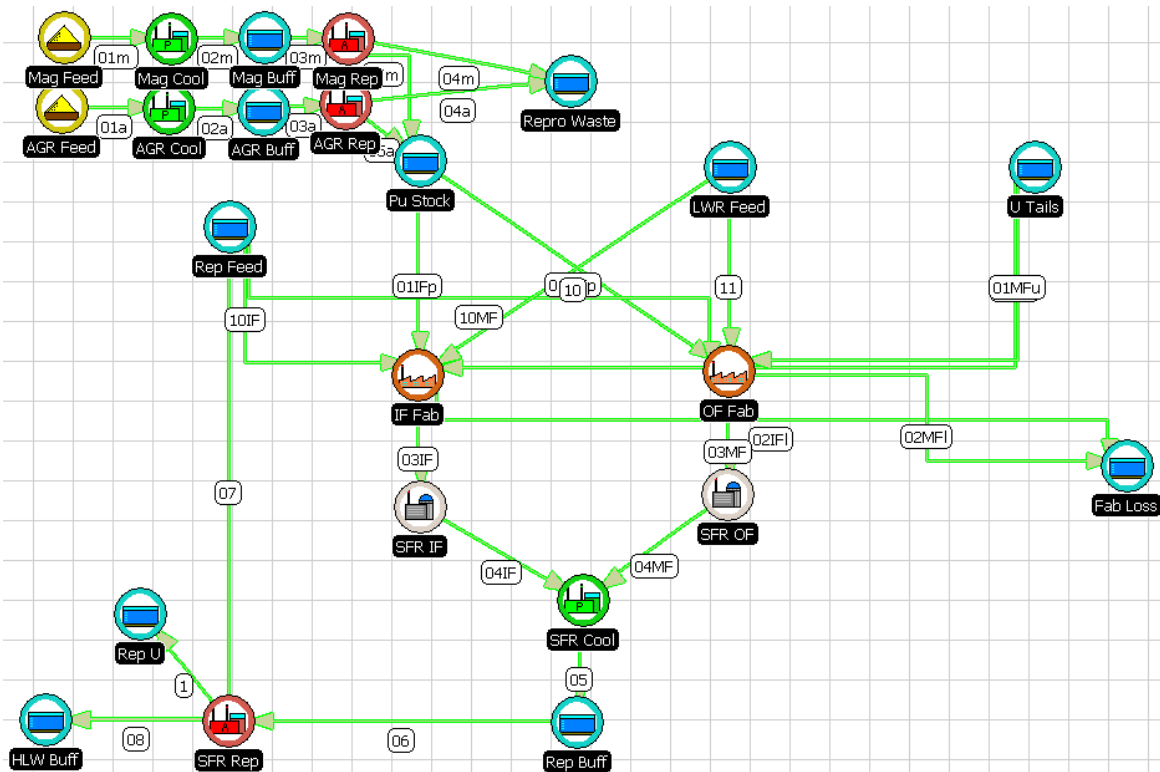 01m
02m
03m
04m
m
Mag Feed
Mag Cool
Mag Buff
Mag Rep
01a
02a
03a
04a
Repro Waste
AGR Feed
AGR Cool
AGR Buff
AGR Rep
Pu Stock
LWR Feed
U Tails
Rep Feed
01IFp
10
11
01MFu
10IF
10MF
IF Fab
OF Fab
03IF
03MF
02IFl
02MFl
07
Fab Loss
SFR IF
SFR OF
04IF
04MF
SFR Cool
Rep U
1
05
08
06
HLW Buff
SFR Rep
Rep Buff